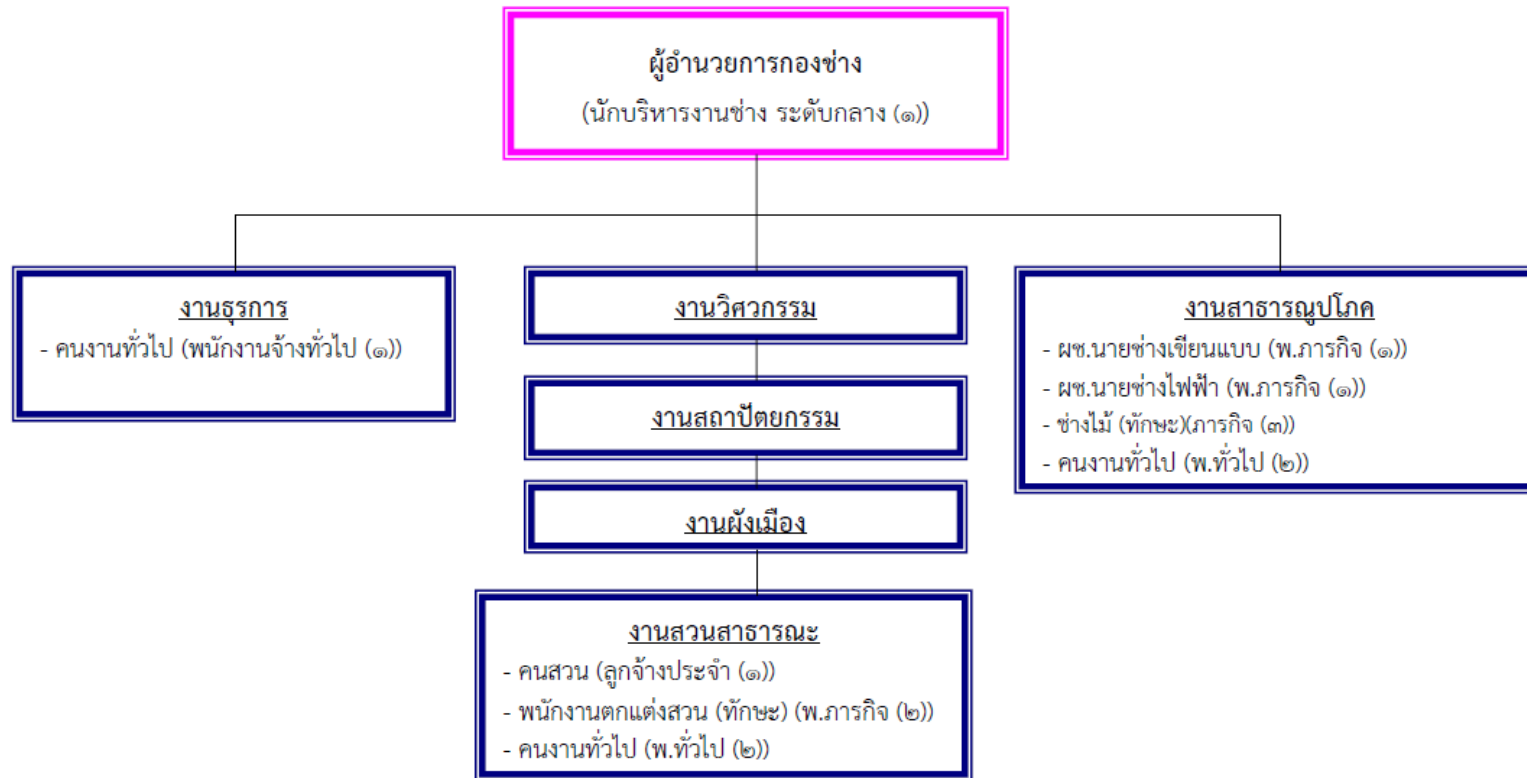 ผู้อำนวยการกองช่าง
(นักบริหารงานช่าง ระดับกลาง (๑))
งานธุรการ
- คนงานทั่วไป (พนักงานจ้างทั่วไป (๑))
งานวิศวกรรม
งานสถาปัตยกรรม
งานผังเมือง
งานสวนสาธารณะ
- คนสวน (ลูกจ้างประจำ (๑))
- พนักงานตกแต่งสวน (ทักษะ) (พ.ภารกิจ (๒))
- คนงานทั่วไป (พ.ทั่วไป (๒))
งานสาธารณูปโภค
- ผช.นายช่างเขียนแบบ (พ.ภารกิจ (๑))
- ผช.นายช่างไฟฟ้า (พ.ภารกิจ (๑))
- ช่างไม้ (ทักษะ)(ภารกิจ (๓))
- คนงานทั่วไป (พ.ทั่วไป (๒))